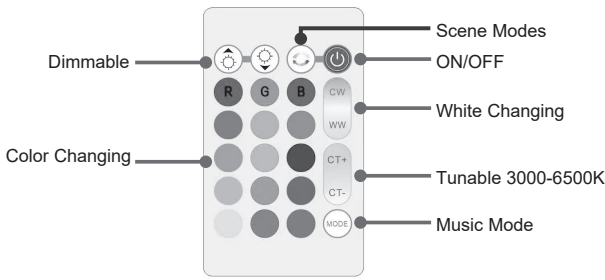 Scene Modes
Dimmable
ON/OFF
R G B
CW
White Changing
WW
Color Changing
CT+
Tunable 3000-6500K
CT-
MODE
Music Mode